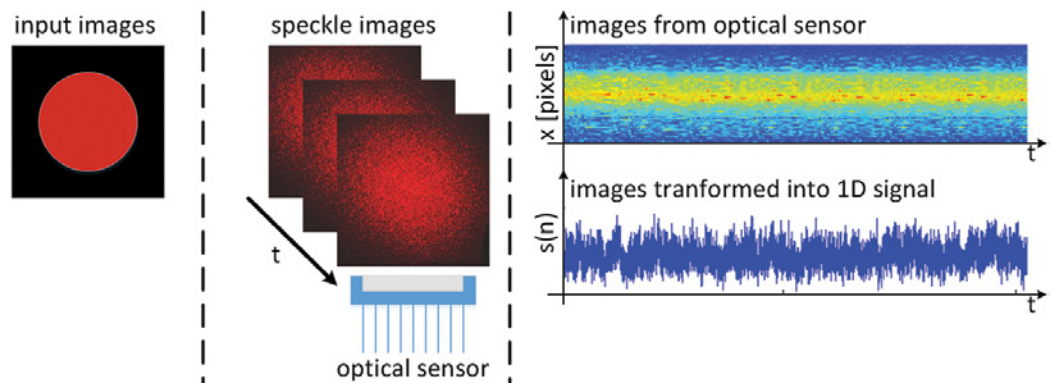 input images
speckle images
t
optical sensor
images from optical sensor
x [pixels]
t
images tranformed into 1D signal
s(n)
t